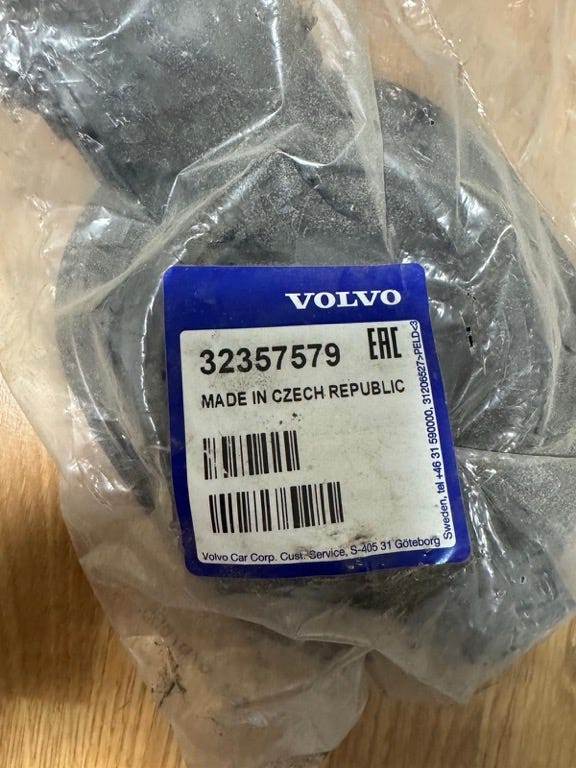 VOLVO
32357579
EAC
MADE IN CZECH REPUBLIC
Volvo Car Corp. Cust. Service, S-405 31 Göteborg
Sweden, tel +46 31 590000, 31206527>PELD<3